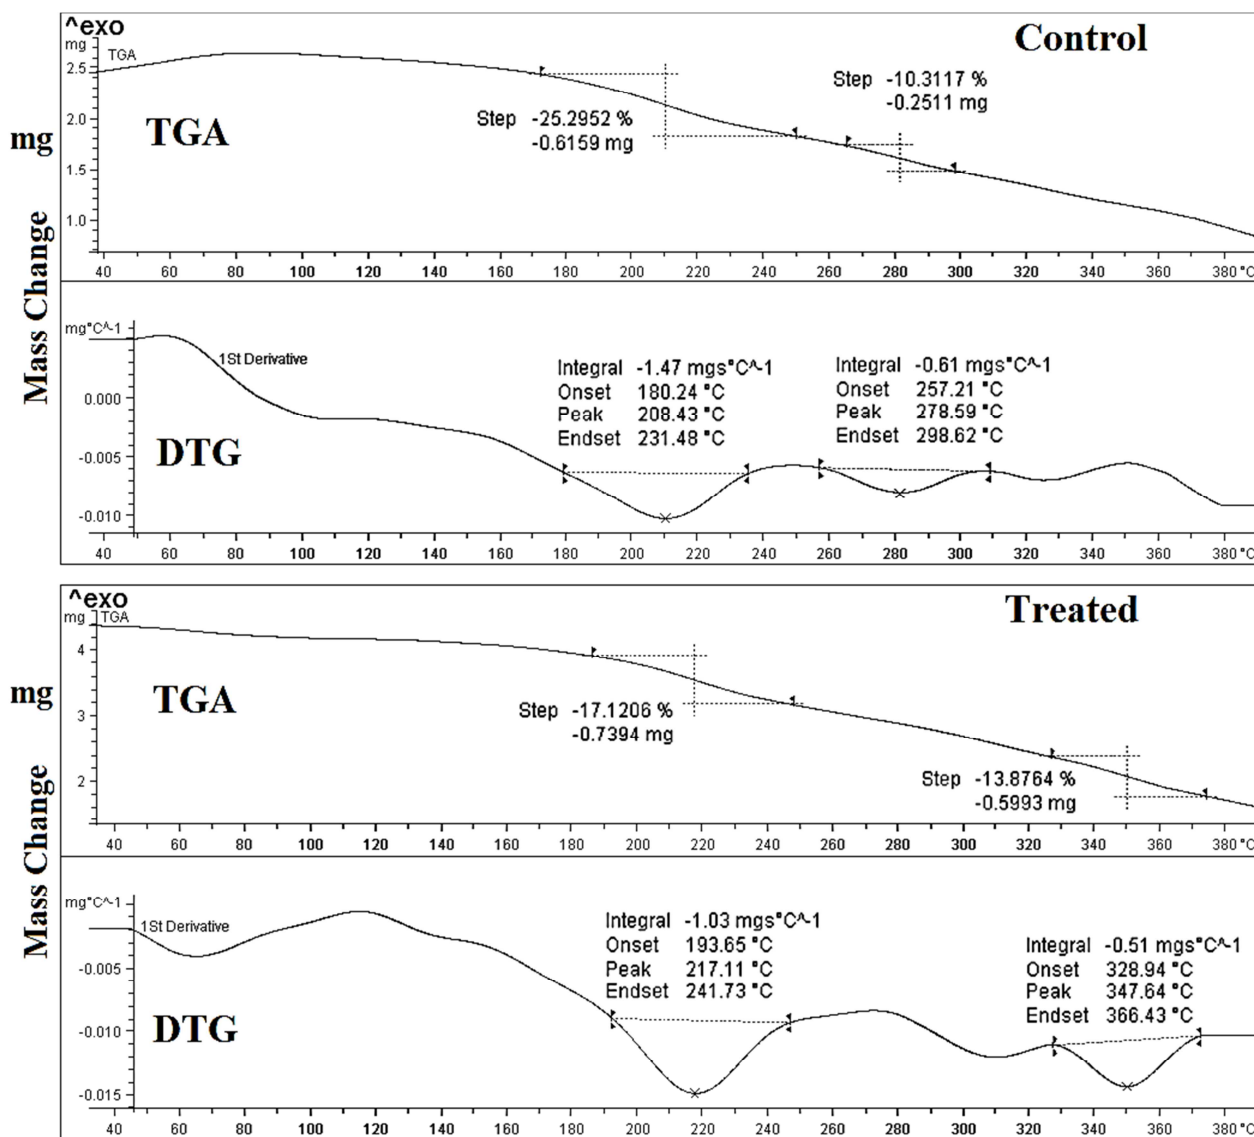 ^exo
Control
mg
TGA
2.5
2.0
1.5
1.0
TGA
Step -25.2952 %
-0.6159 mg
Step -10.3117 %
-0.2511 mg
40 60 80 100 120 140 160 180 200 220 240 260 280 300 320 340 360 380 °C
mg
Mass Change
mg°C^-1
1St Derivative
0.000
-0.005
-0.010
DTG
Integral -1.47 mgs°C^-1
Onset 180.24 °C
Peak 208.43 °C
Endset 231.48 °C
Integral -0.61 mgs°C^-1
Onset 257.21 °C
Peak 278.59 °C
Endset 298.62 °C
40 60 80 100 120 140 160 180 200 220 240 260 280 300 320 340 360 380 °C
^exo
Treated
mg
TGA
4
3
2
TGA
Step -17.1206 %
-0.7394 mg
Step -13.8764 %
-0.5993 mg
40 60 80 100 120 140 160 180 200 220 240 260 280 300 320 340 360 380 °C
mg
Mass Change
mg°C^-1
1St Derivative
-0.005
-0.010
-0.015
DTG
Integral -1.03 mgs°C^-1
Onset 193.65 °C
Peak 217.11 °C
Endset 241.73 °C
Integral -0.51 mgs°C^-1
Onset 328.94 °C
Peak 347.64 °C
Endset 366.43 °C
40 60 80 100 120 140 160 180 200 220 240 260 280 300 320 340 360 380 °C